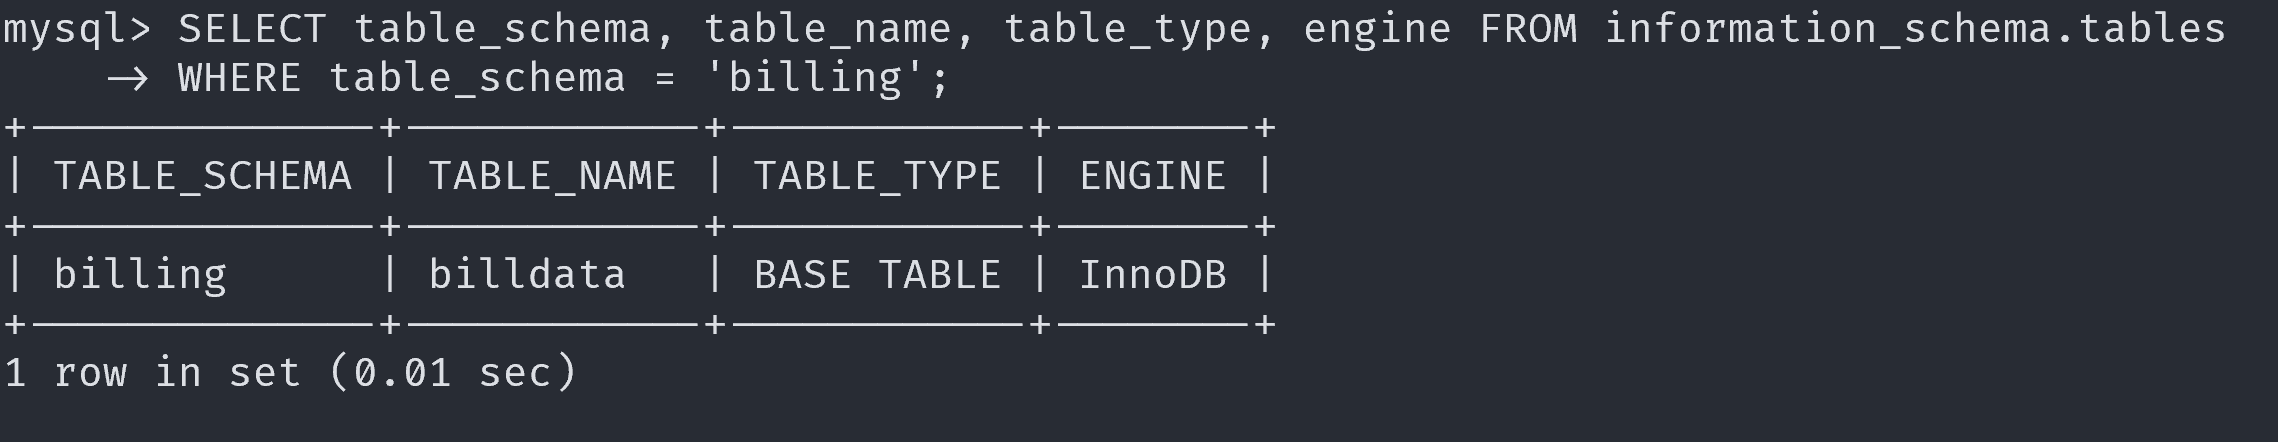 mysql> SELECT table_schema, table_name, table_type, engine FROM information_schema.tables
    -> WHERE table_schema = 'billing';
+--------------+------------+------------+--------+
| TABLE_SCHEMA | TABLE_NAME | TABLE_TYPE | ENGINE |
+--------------+------------+------------+--------+
| billing      | billdata   | BASE TABLE | InnoDB |
+--------------+------------+------------+--------+
1 row in set (0.01 sec)